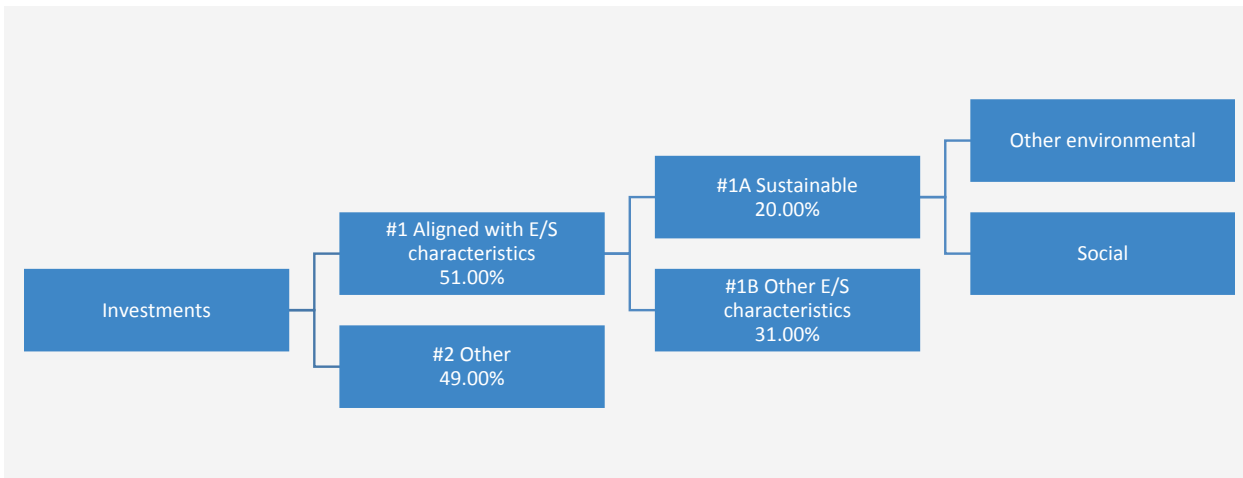 Investments
#1 Aligned with E/S
characteristics
51.00%
#2 Other
49.00%
#1A Sustainable
20.00%
#1B Other E/S
characteristics
31.00%
Other environmental
Social